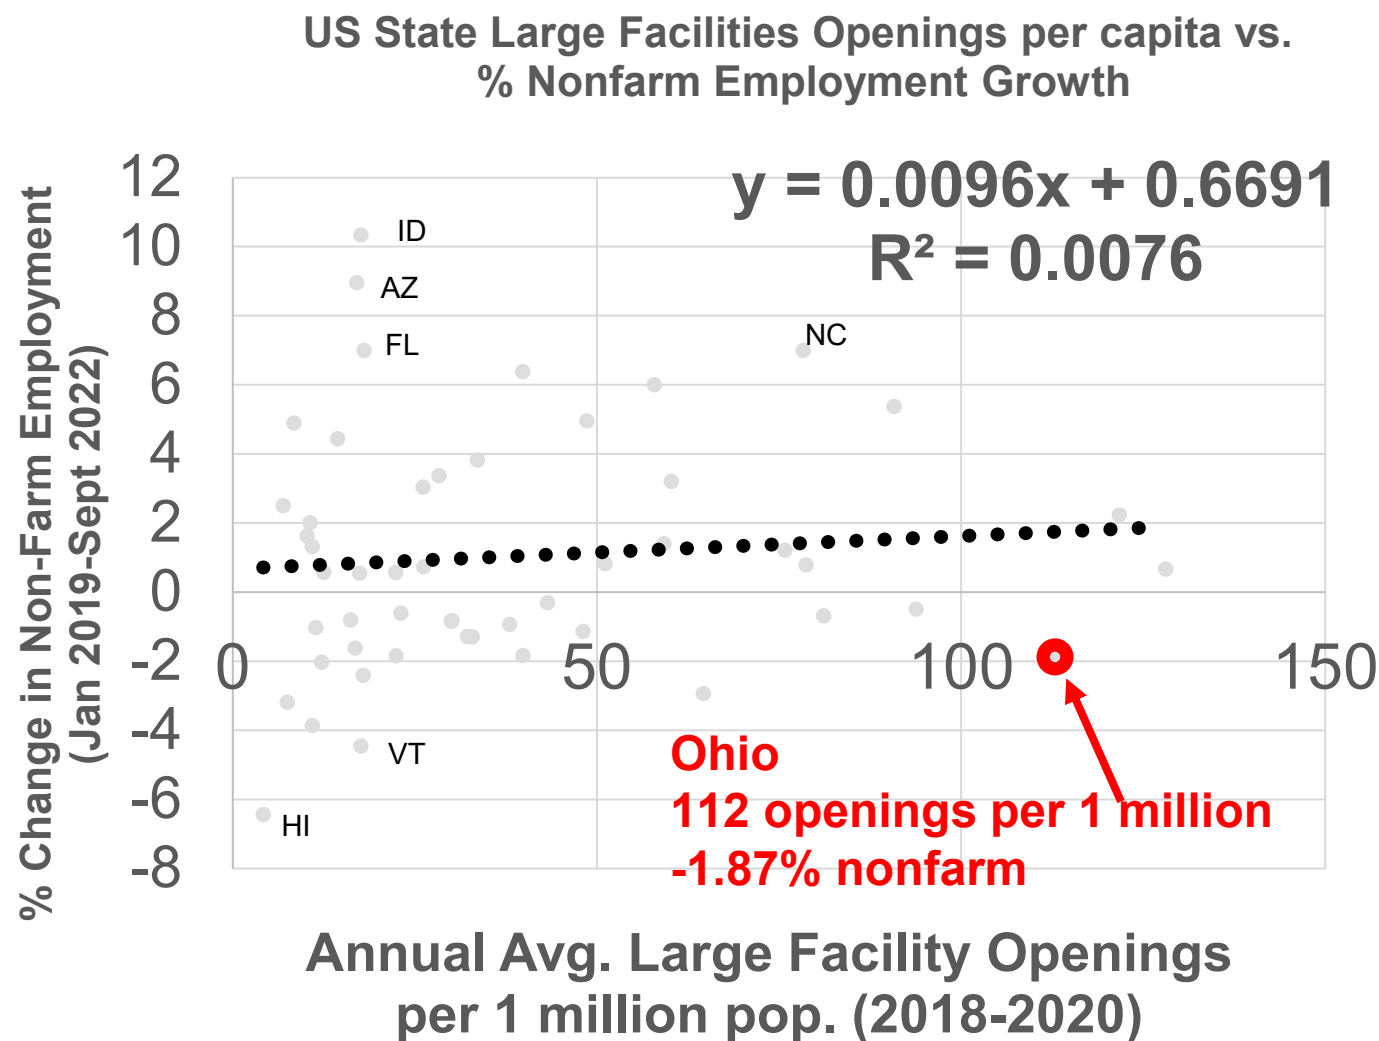 US State Large Facilities Openings per capita vs.
% Nonfarm Employment Growth
% Change in Non-Farm Employment
(Jan 2019-Sept 2022)
12
10
8
6
4
2
0
-2
-4
-6
-8
y = 0.0096x + 0.6691
R² = 0.0076
ID
AZ
FL
NC
VT
HI
0 50 100 150
Ohio
112 openings per 1 million
-1.87% nonfarm
Annual Avg. Large Facility Openings
per 1 million pop. (2018-2020)